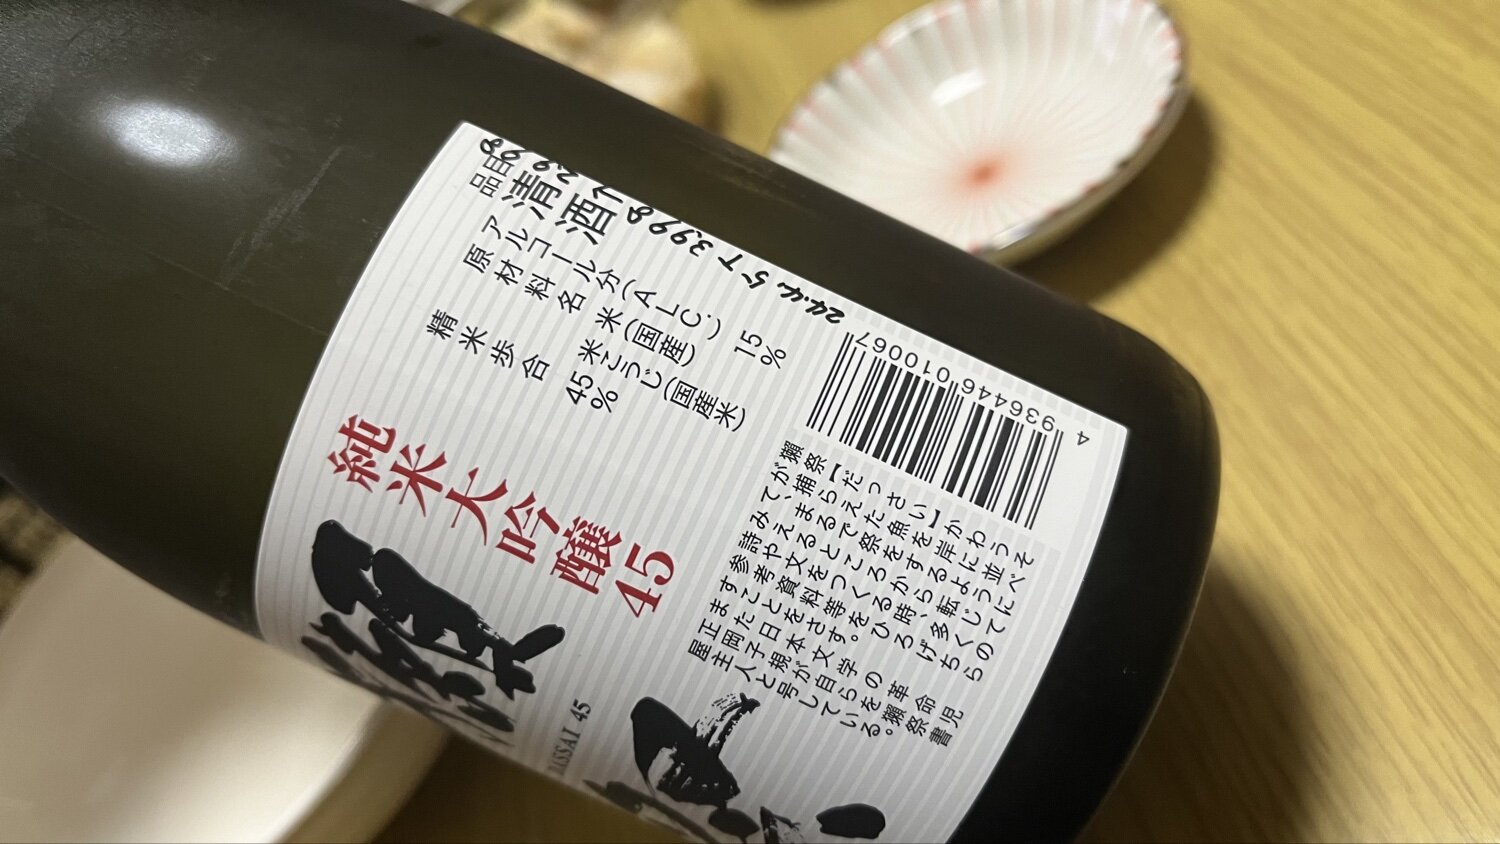 品目
清酒
アルコール分(ALC.) 15%
原材料名 米(国産)
米こうじ(国産米)
精米歩合 45%
純米大吟醸45
獺祭
DASSAI 45
4 936446 010067
獺祭【だっさい】かわうそ
が捕らえた魚を岸に並べ
て、まるで祭をするようにそ
みえるところから、転じての
詩や文をつくる時、多くの
参考資料等をひろげちら
すことをさす。
また日本文学の革命児
正岡子規が自らを獺祭書
屋主人と号している。